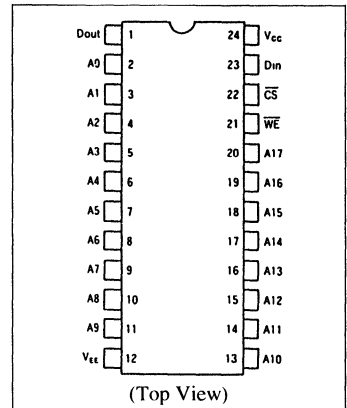 Dout 1 24 Vcc
A0 2 23 Din
A1 3 22 C̅S̅
A2 4 21 W̅E̅
A3 5 20 A17
A4 6 19 A16
A5 7 18 A15
A6 8 17 A14
A7 9 16 A13
A8 10 15 A12
A9 11 14 A11
VEE 12 13 A10
(Top View)